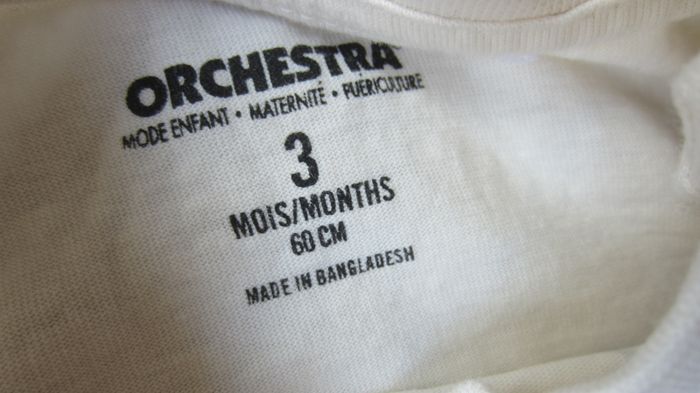 ORCHESTRA
MODE ENFANT • MATERNITÉ • PUÉRICULTURE
3
MOIS/MONTHS
60 CM
MADE IN BANGLADESH